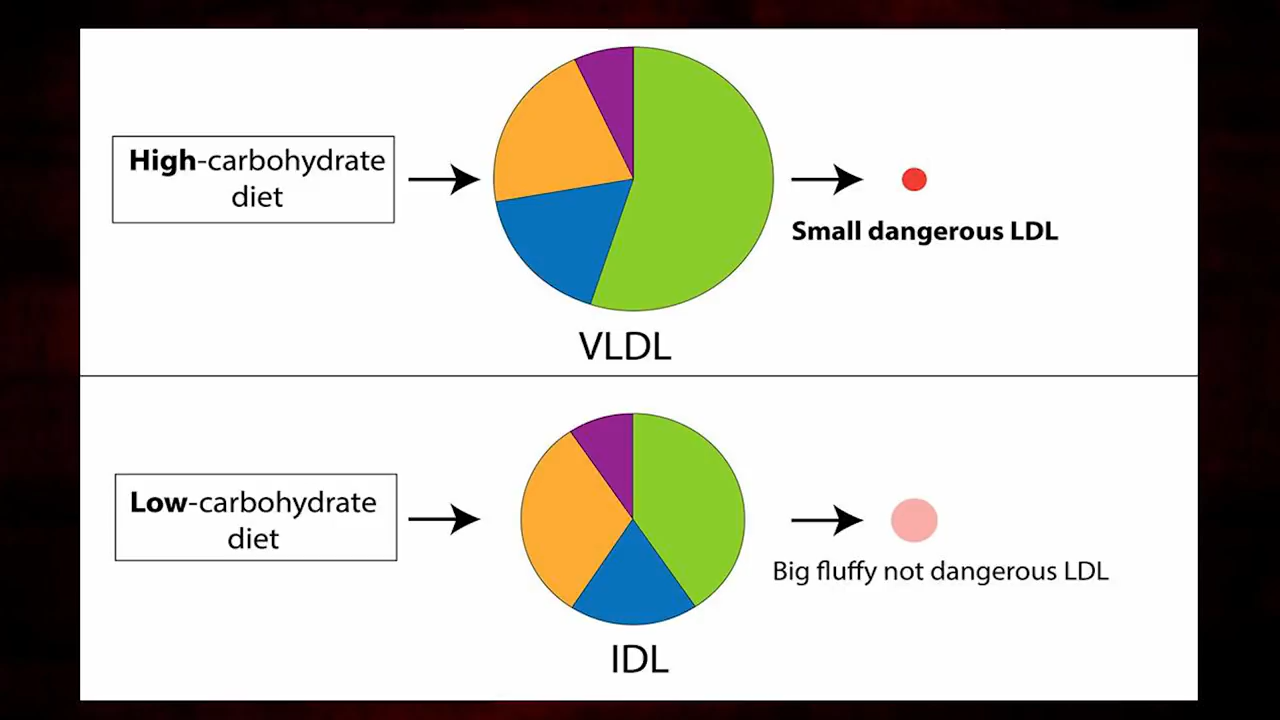 High-carbohydrate
diet
Small dangerous LDL
VLDL
Low-carbohydrate
diet
Big fluffy not dangerous LDL
IDL